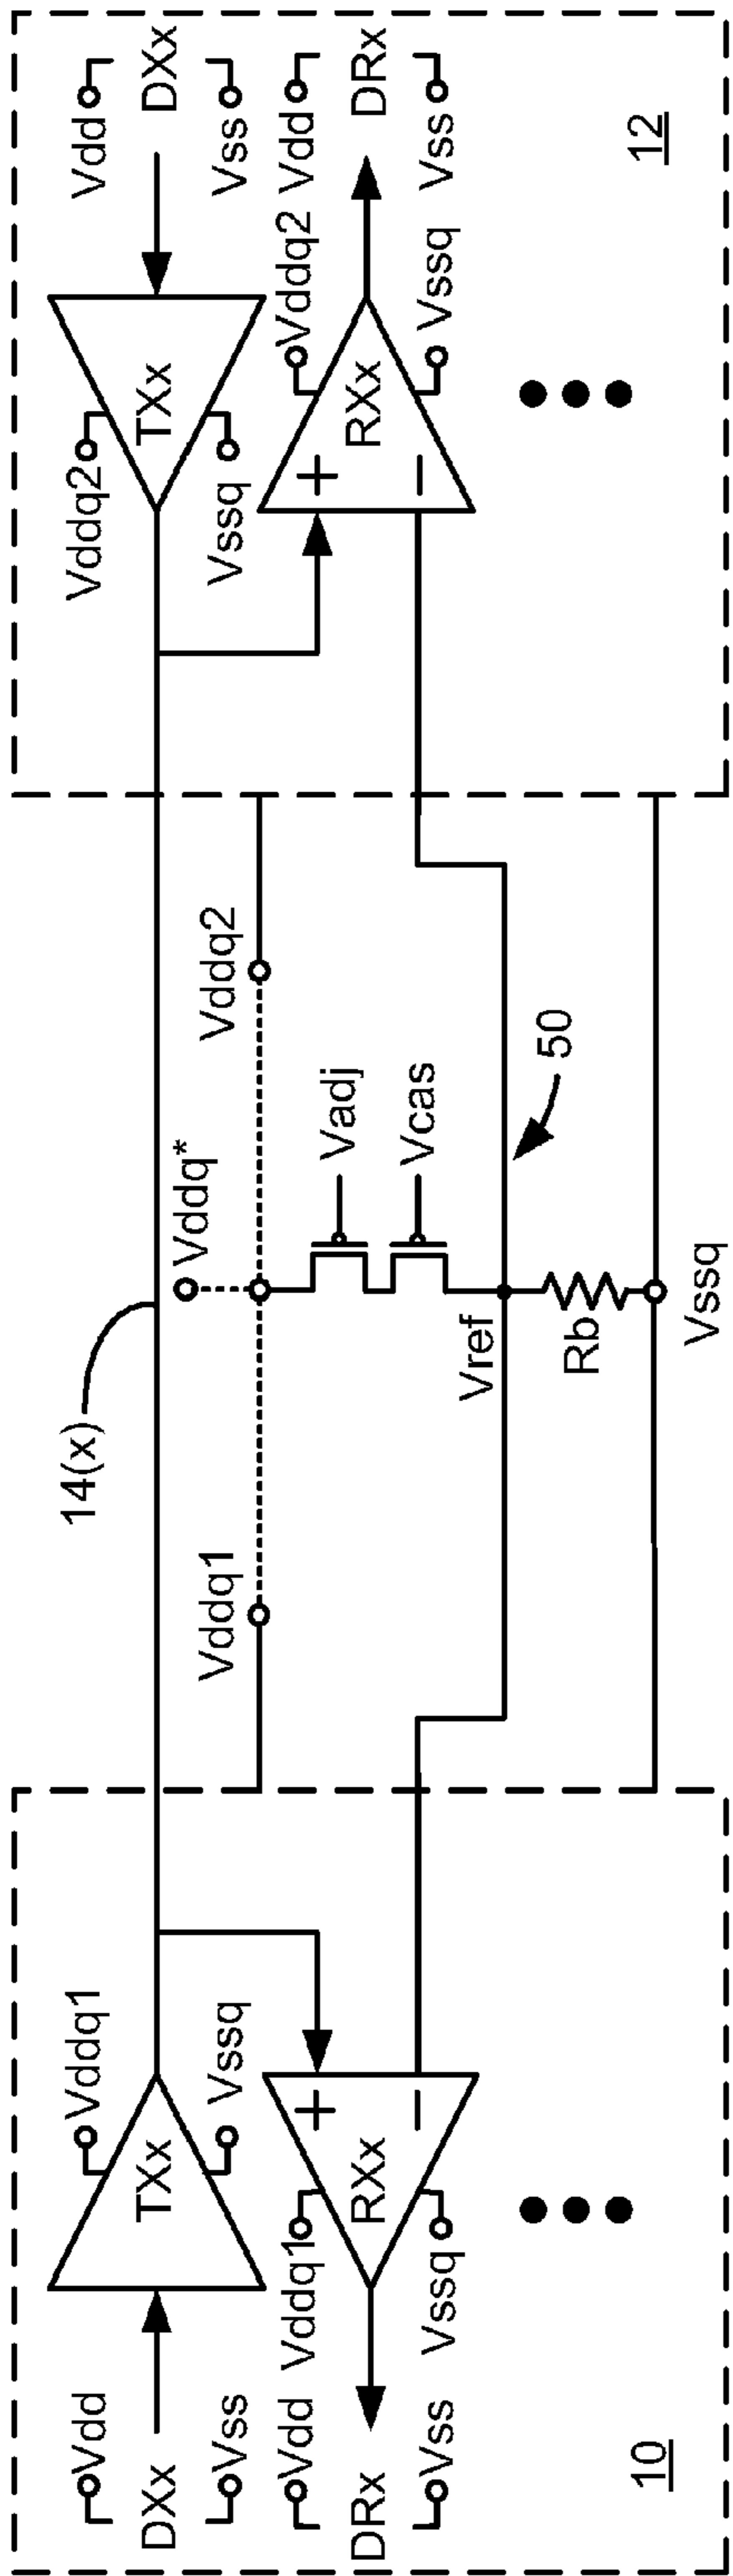 Vdd
DXx
Vss
Vddq1
TXx
Vssq
Vdd
DRx
Vss
Vddq1
+
RXx
−
Vssq
10
14(x)
Vddq1
Vddq*
Vddq2
Vadj
Vcas
Vref
50
Rb
Vssq
Vddq2
TXx
Vssq
Vdd
DXx
Vss
Vddq2
+
RXx
−
Vssq
Vdd
DRx
Vss
12